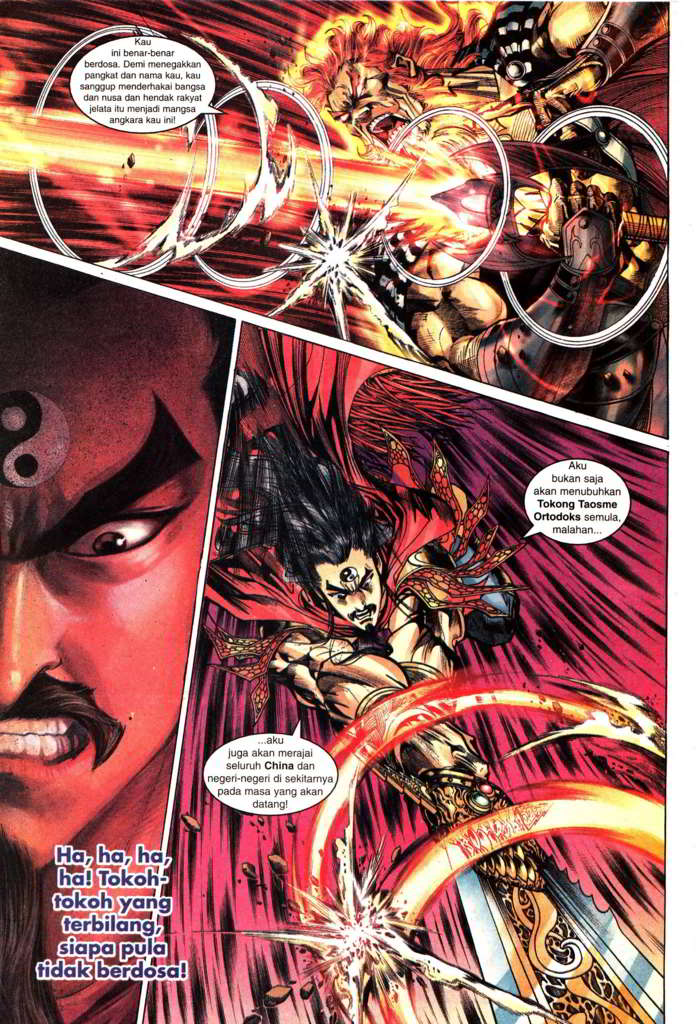 Kau
ini benar-benar
berdosa. Demi menegakkan
pangkat dan nama kau, kau
sanggup menderhakai bangsa
dan nusa dan hendak rakyat
jelata itu menjadi mangsa
angkara kau ini!
Ha, ha, ha,
ha! Tokoh-
tokoh yang
terbilang,
siapa pula
tidak berdosa!
Aku
bukan saja
akan menubuhkan
Tokong Taosme
Ortodoks semula,
malahan...
...aku
juga akan merajai
seluruh China dan
negeri-negeri di sekitarnya
pada masa yang akan
datang!